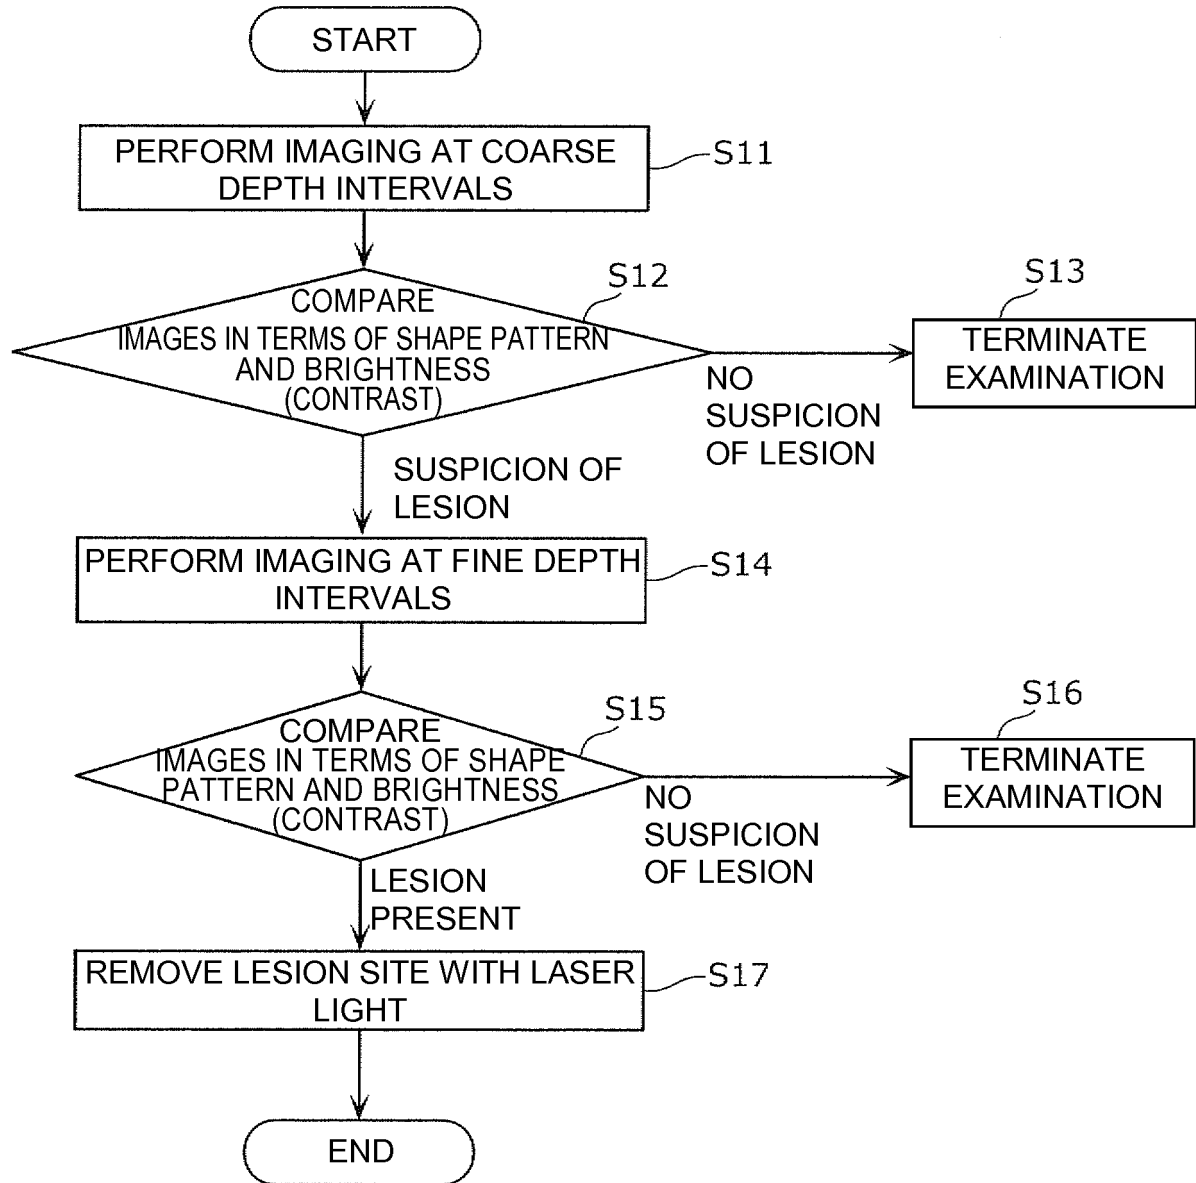 START
PERFORM IMAGING AT COARSE
DEPTH INTERVALS
S11
COMPARE
IMAGES IN TERMS OF SHAPE PATTERN
AND BRIGHTNESS
(CONTRAST)
S12
NO
SUSPICION
OF LESION
S13
TERMINATE
EXAMINATION
SUSPICION OF
LESION
PERFORM IMAGING AT FINE DEPTH
INTERVALS
S14
COMPARE
IMAGES IN TERMS OF SHAPE
PATTERN AND BRIGHTNESS
(CONTRAST)
S15
NO
SUSPICION
OF LESION
S16
TERMINATE
EXAMINATION
LESION
PRESENT
REMOVE LESION SITE WITH LASER
LIGHT
S17
END